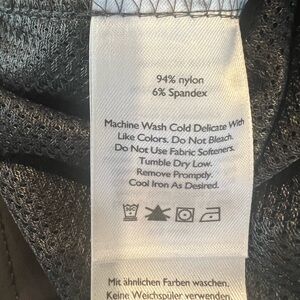 94% nylon
6% Spandex
Machine Wash Cold Delicate With
Like Colors. Do Not Bleach.
Do Not Use Fabric Softeners.
Tumble Dry Low.
Remove Promptly.
Cool Iron As Desired.
Mit ähnlichen Farben waschen.
Keine Weichspüler verwenden.